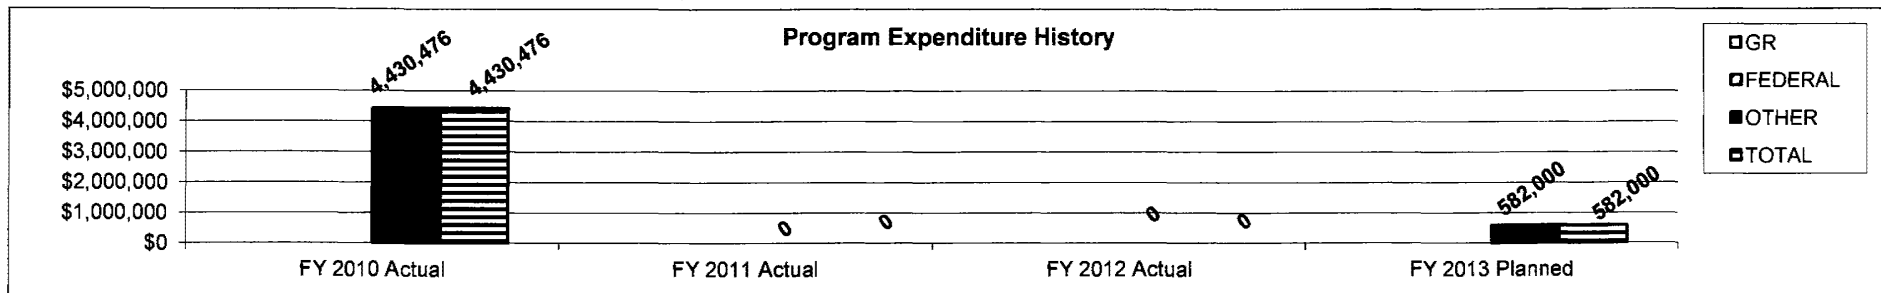 Program Expenditure History
GR
FEDERAL
OTHER
TOTAL
4,430,476
4,430,476
$5,000,000
$4,000,000
$3,000,000
$2,000,000
$1,000,000
$0
0
0
0
0
582,000
582,000
FY 2010 Actual
FY 2011 Actual
FY 2012 Actual
FY 2013 Planned